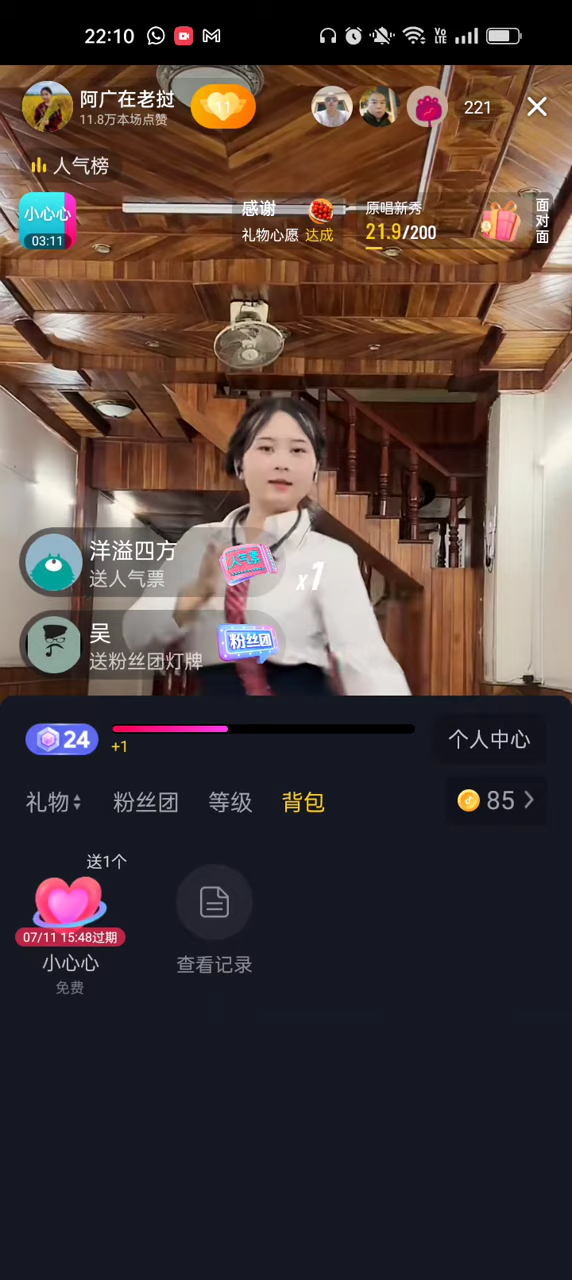 22:10
Vo
LTE
阿广在老挝
11.8万本场点赞
11
221
人气榜
小心心
03:11
感谢
礼物心愿 达成
原唱新秀
21.9/200
面对面
洋溢四方
送人气票
人气票
x1
吴
送粉丝团灯牌
粉丝团
24
+1
个人中心
礼物
粉丝团
等级
背包
85
送1个
07/11 15:48过期
小心心
免费
查看记录